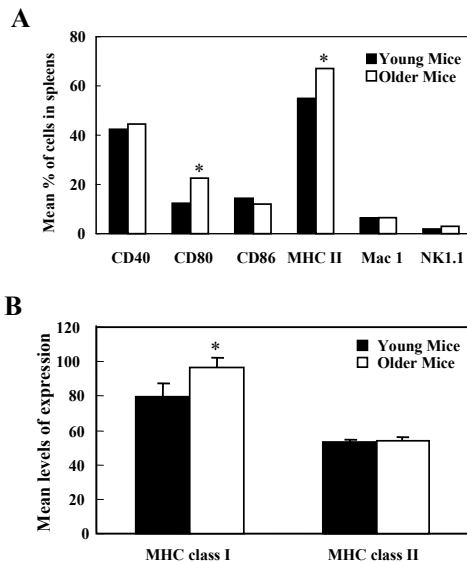 A
Mean % of cells in spleens
80
60
40
20
0
Young Mice
Older Mice
*
*
CD40 CD80 CD86 MHC II Mac 1 NK1.1
B
Mean levels of expression
120
100
80
60
40
20
0
Young Mice
Older Mice
*
MHC class I MHC class II